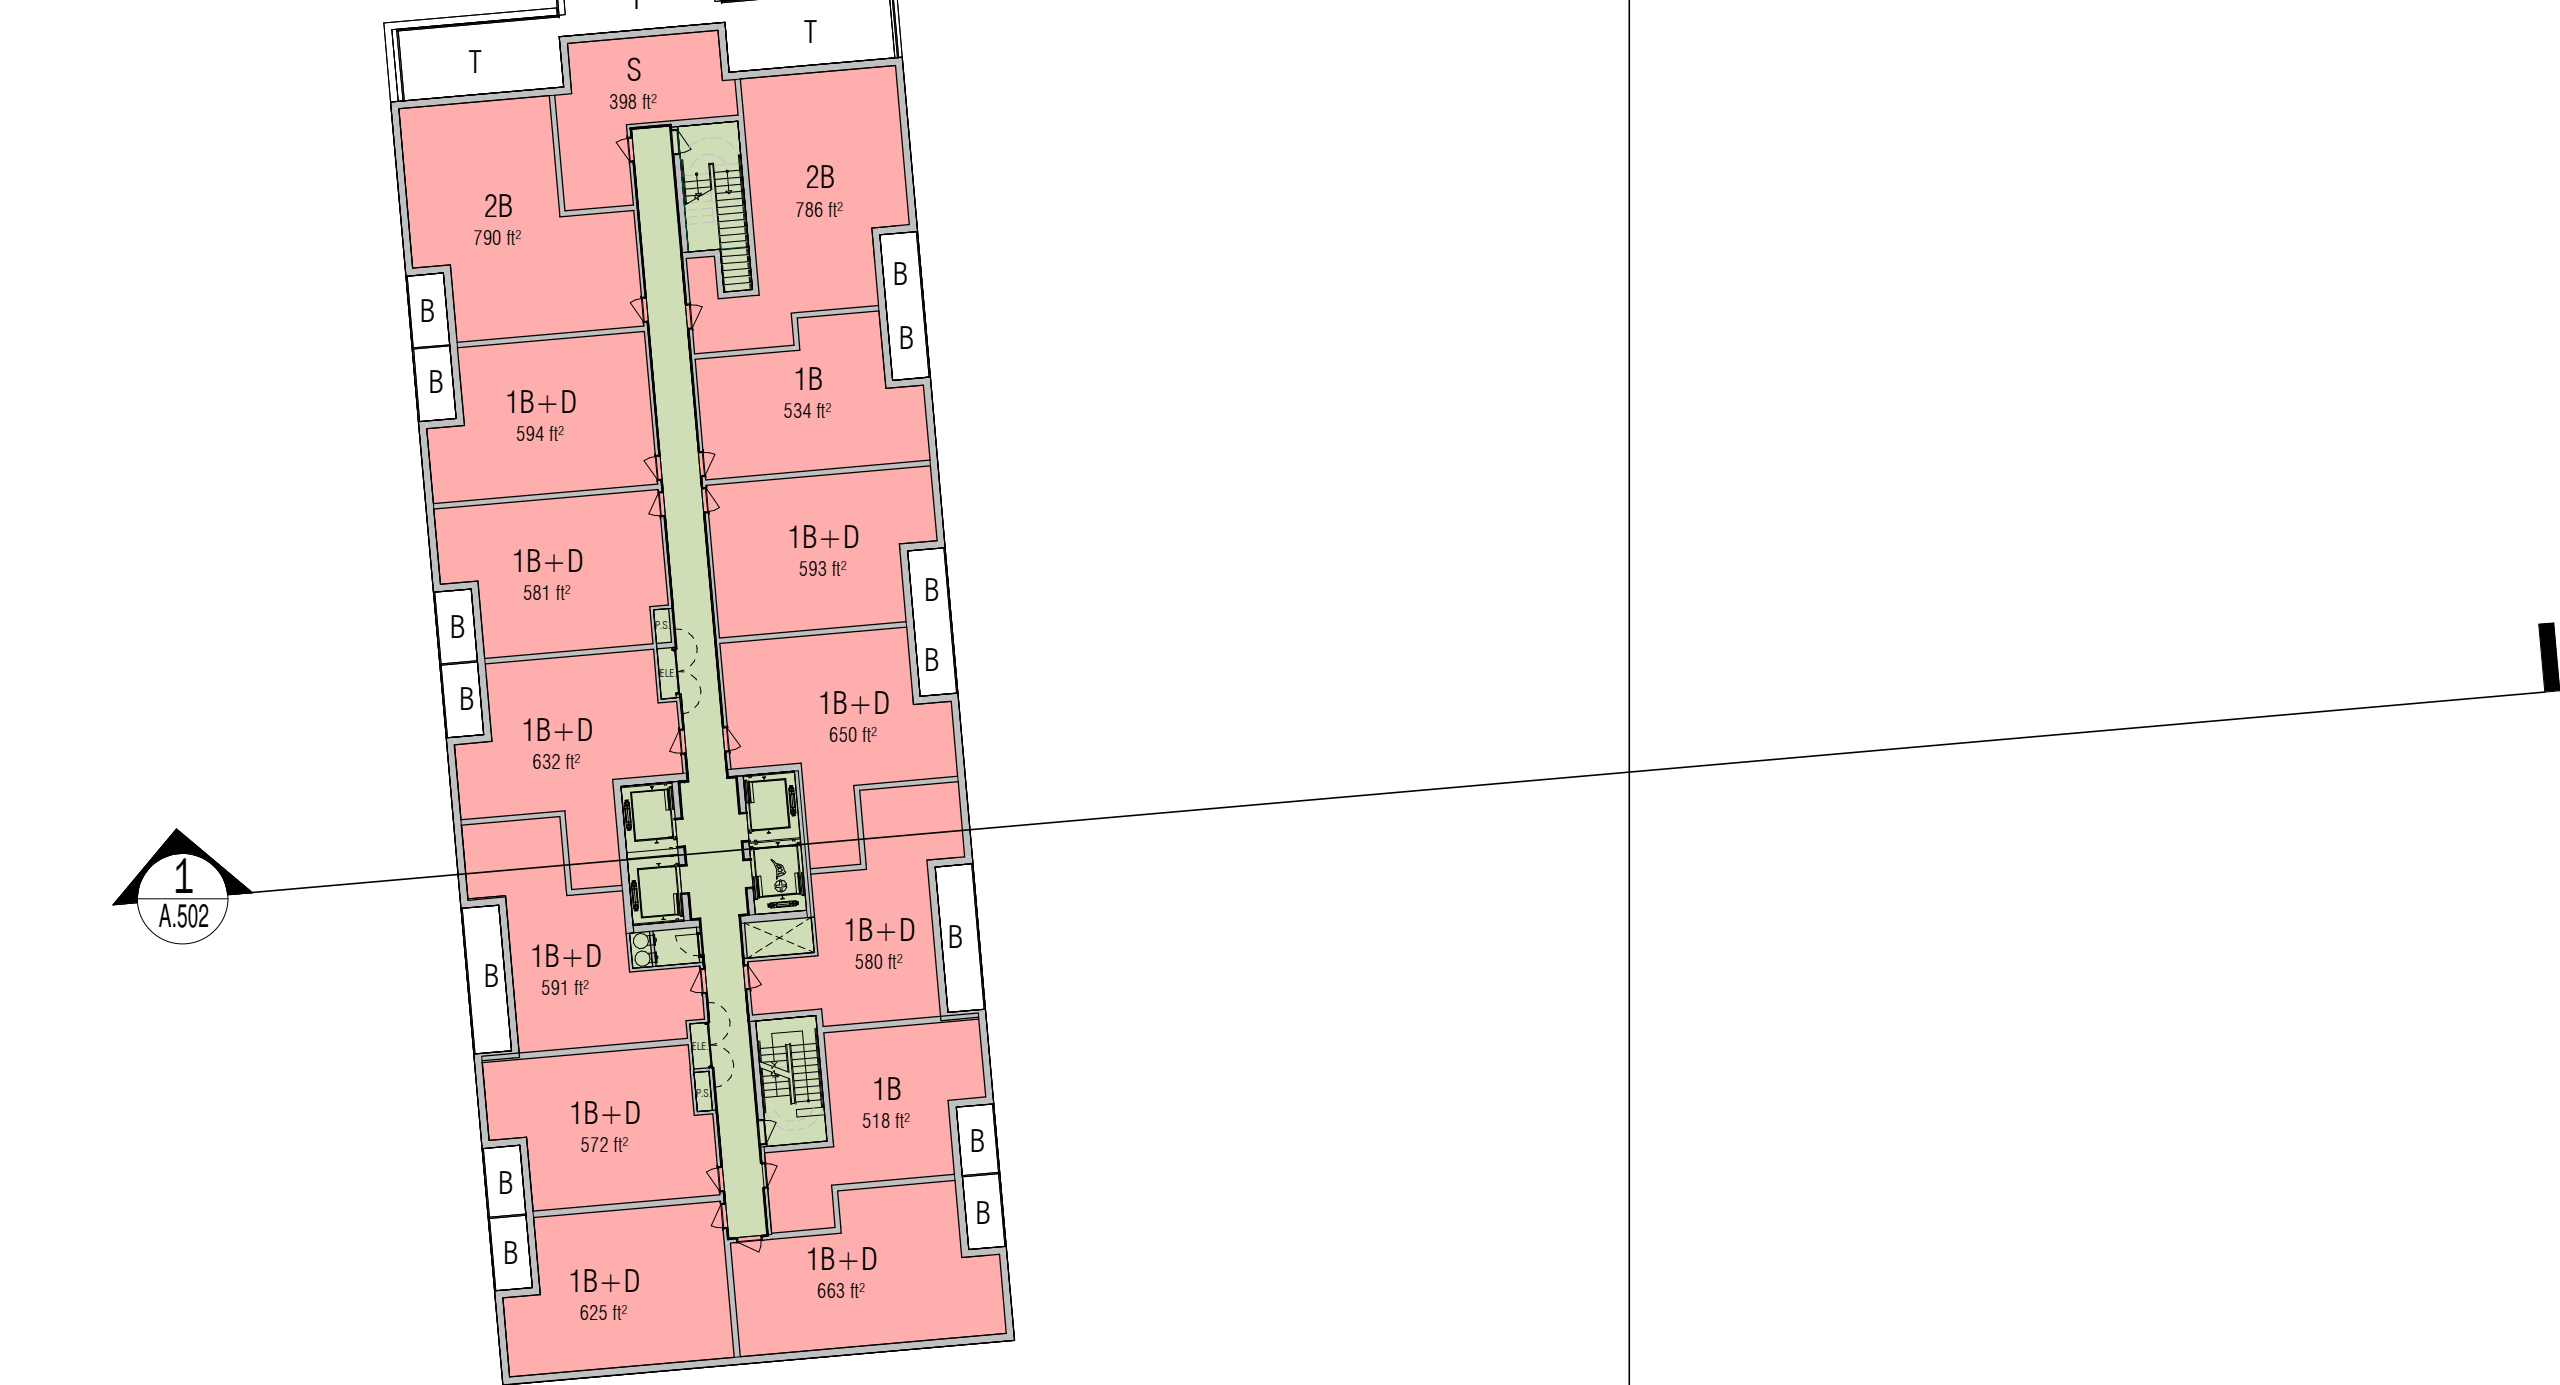 T
T
S
398 ft²
2B
790 ft²
2B
786 ft²
B
B
B
B
1B+D
594 ft²
1B
534 ft²
1B+D
581 ft²
1B+D
593 ft²
P.S.
ELE.
B
B
B
B
1B+D
632 ft²
1B+D
650 ft²
1
A.502
B
1B+D
591 ft²
1B+D
580 ft²
B
ELE.
P.S.
1B+D
572 ft²
1B
518 ft²
B
B
B
B
1B+D
625 ft²
1B+D
663 ft²